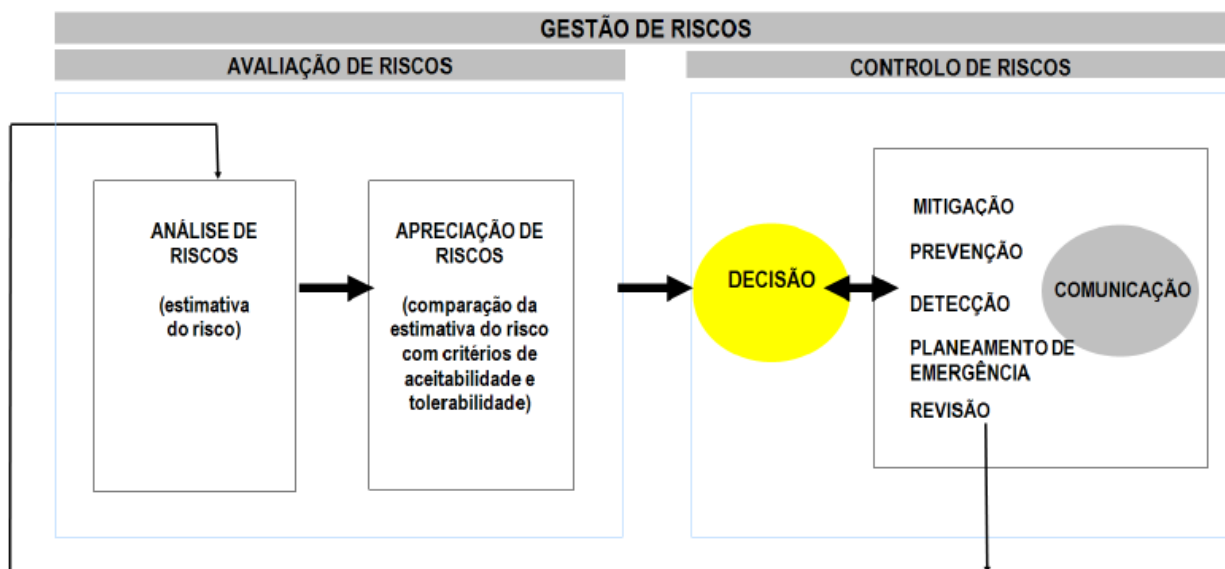 GESTÃO DE RISCOS
AVALIAÇÃO DE RISCOS
CONTROLO DE RISCOS
ANÁLISE DE
RISCOS
(estimativa
do risco)
APRECIAÇÃO DE
RISCOS
(comparação da
estimativa do risco
com critérios de
aceitabilidade e
tolerabilidade)
DECISÃO
MITIGAÇÃO
PREVENÇÃO
DETECÇÃO
PLANEAMENTO DE
EMERGÊNCIA
REVISÃO
COMUNICAÇÃO